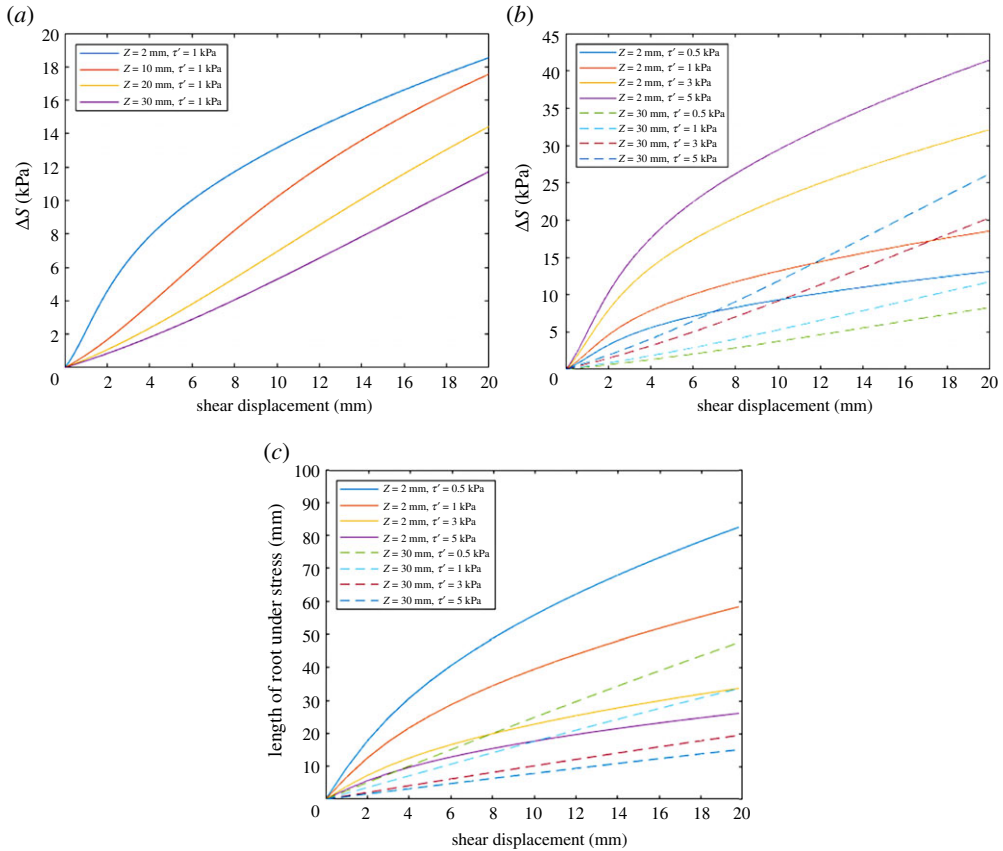 (a)
20
18
16
14
12
10
8
6
4
2
0
ΔS (kPa)
Z = 2 mm, τ′ = 1 kPa
Z = 10 mm, τ′ = 1 kPa
Z = 20 mm, τ′ = 1 kPa
Z = 30 mm, τ′ = 1 kPa
2 4 6 8 10 12 14 16 18 20
shear displacement (mm)
(b)
45
40
35
30
25
20
15
10
5
0
ΔS (kPa)
Z = 2 mm, τ′ = 0.5 kPa
Z = 2 mm, τ′ = 1 kPa
Z = 2 mm, τ′ = 3 kPa
Z = 2 mm, τ′ = 5 kPa
Z = 30 mm, τ′ = 0.5 kPa
Z = 30 mm, τ′ = 1 kPa
Z = 30 mm, τ′ = 3 kPa
Z = 30 mm, τ′ = 5 kPa
2 4 6 8 10 12 14 16 18 20
shear displacement (mm)
(c)
100
90
80
70
60
50
40
30
20
10
0
length of root under stress (mm)
Z = 2 mm, τ′ = 0.5 kPa
Z = 2 mm, τ′ = 1 kPa
Z = 2 mm, τ′ = 3 kPa
Z = 2 mm, τ′ = 5 kPa
Z = 30 mm, τ′ = 0.5 kPa
Z = 30 mm, τ′ = 1 kPa
Z = 30 mm, τ′ = 3 kPa
Z = 30 mm, τ′ = 5 kPa
2 4 6 8 10 12 14 16 18 20
shear displacement (mm)